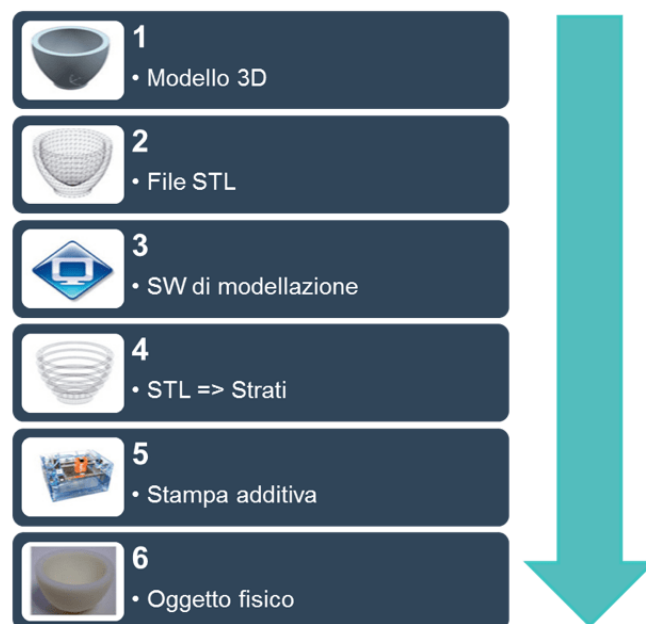 1
• Modello 3D
2
• File STL
3
• SW di modellazione
4
• STL => Strati
5
• Stampa additiva
6
• Oggetto fisico